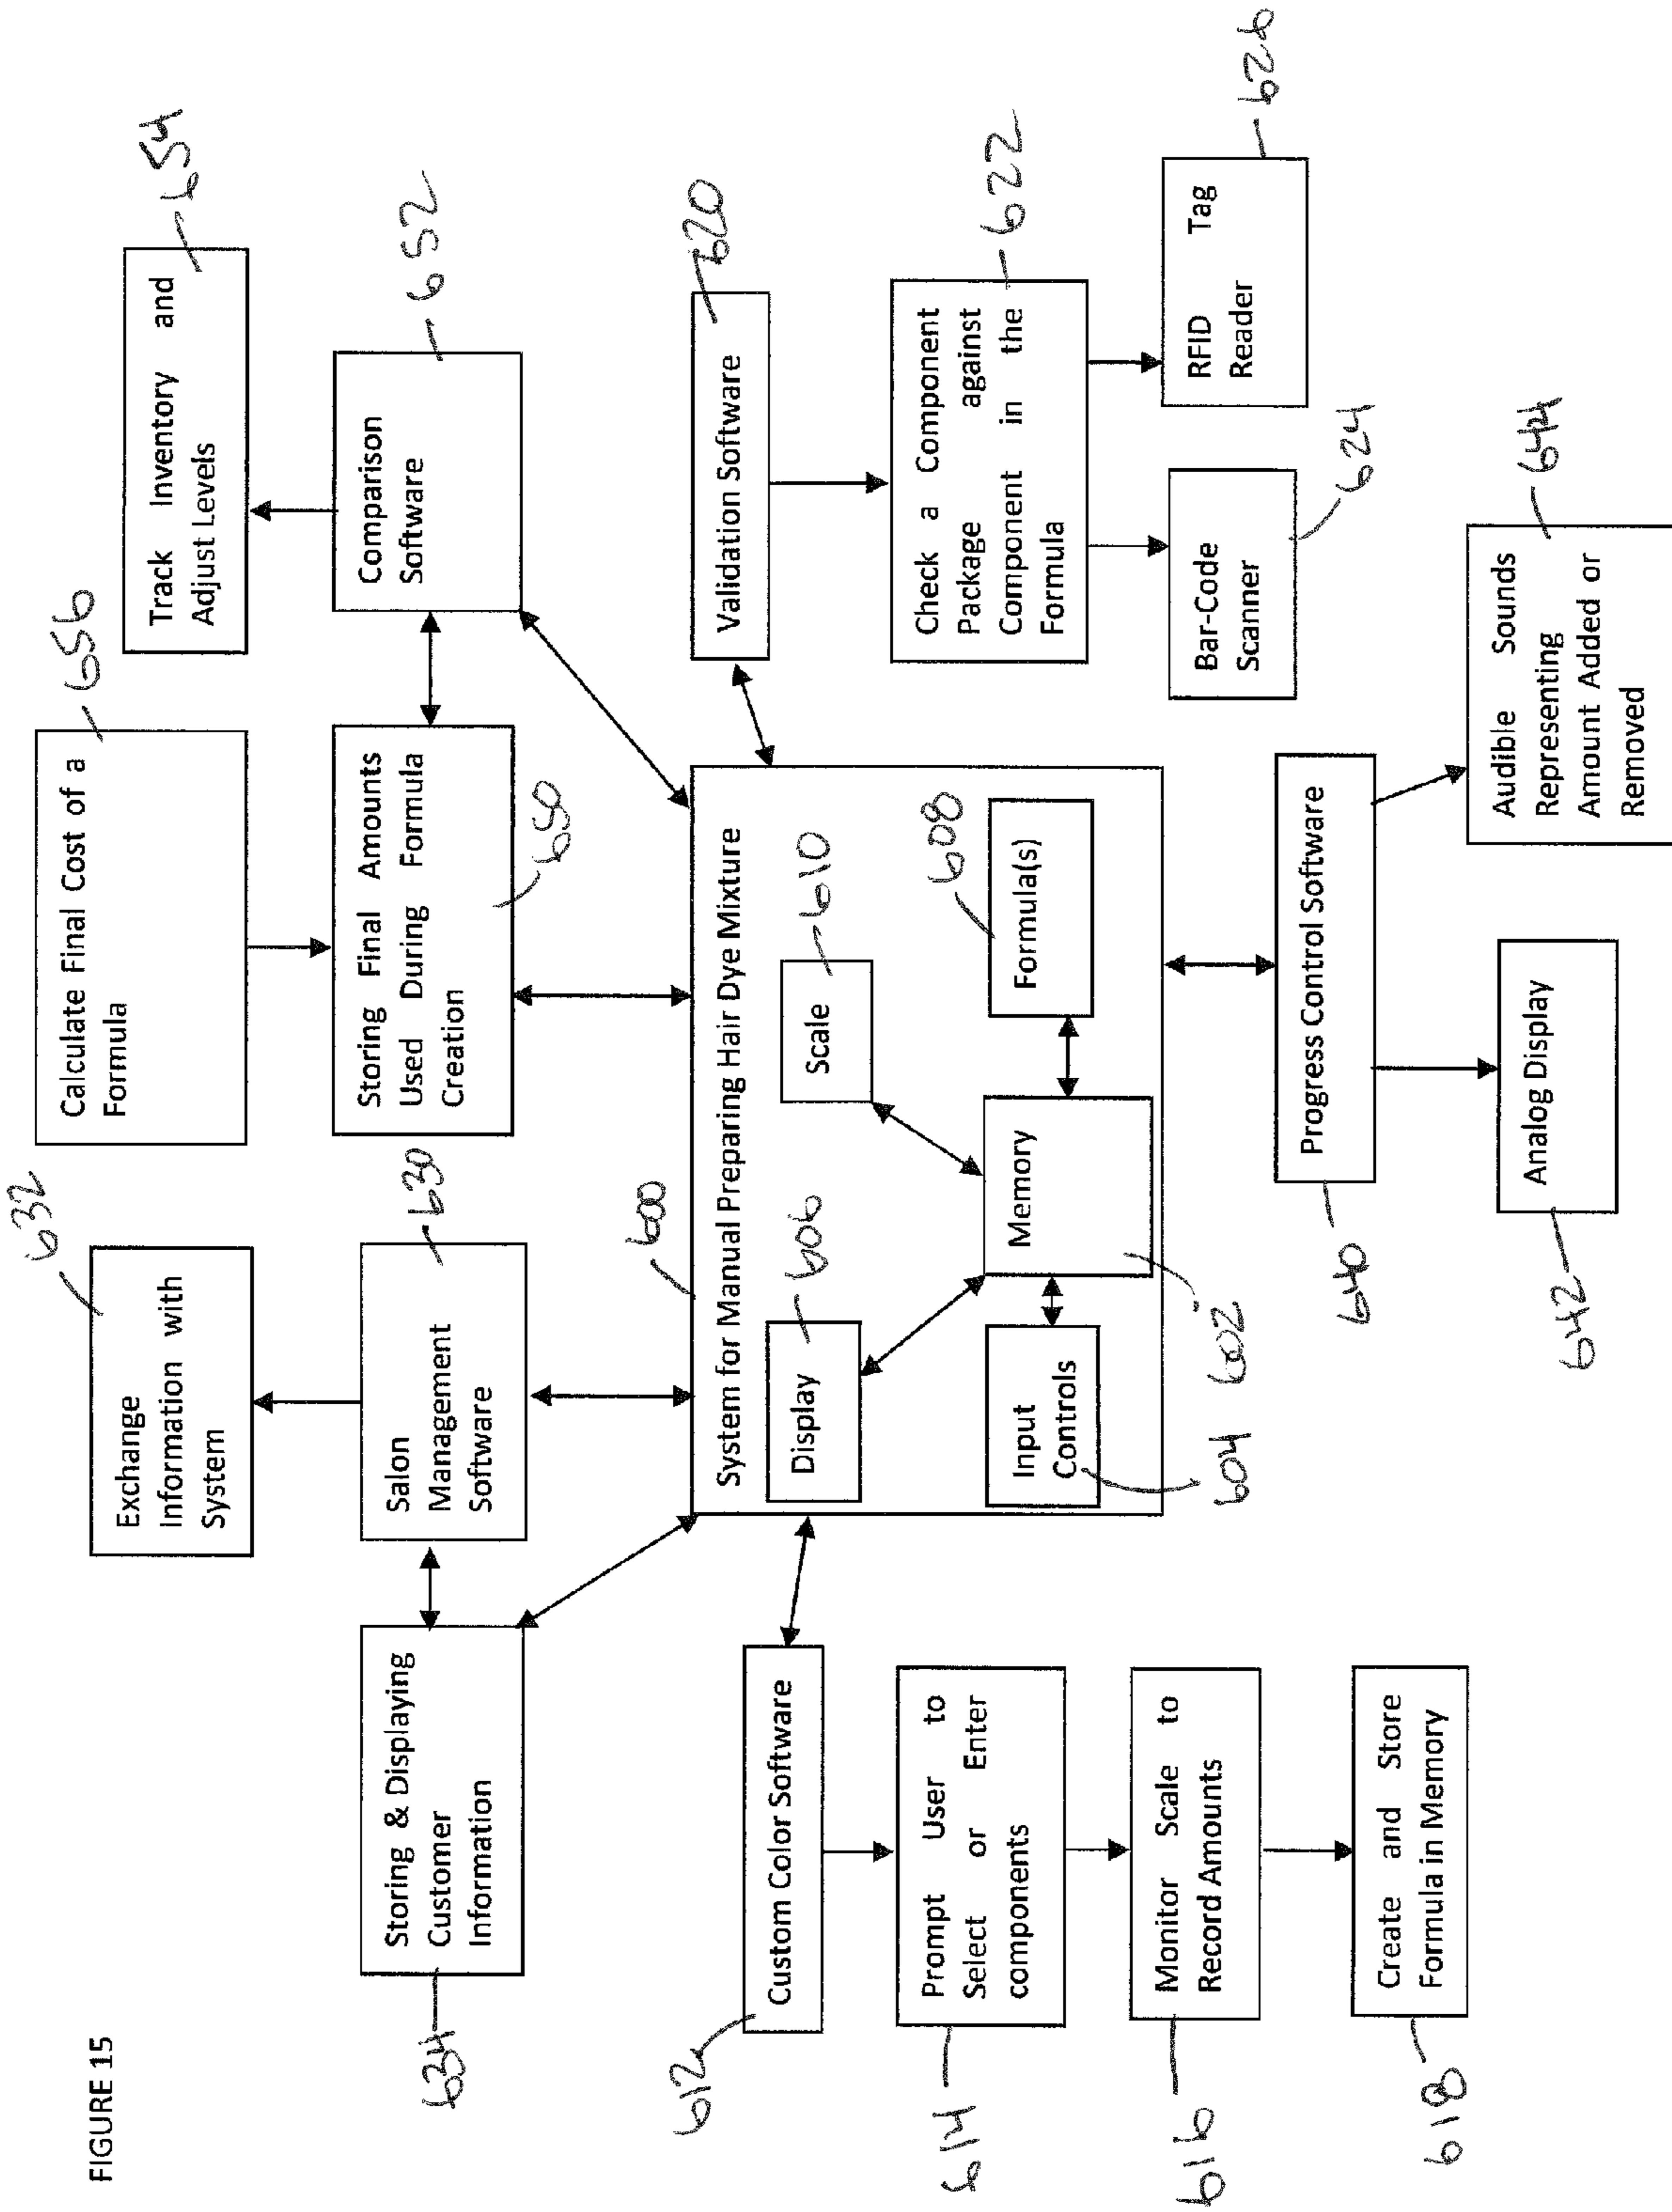 FIGURE 15
632
Exchange
Information with
System
656
Calculate Final Cost of a
Formula
654
Track Inventory and
Adjust Levels
634
Storing & Displaying
Customer
Information
630
Salon
Management
Software
650
Storing Final Amounts
Used During Formula
Creation
652
Comparison
Software
600
System for Manual Preparing Hair Dye Mixture
606
Display
610
Scale
608
Formula(s)
602
Memory
604
Input
Controls
612
Custom Color Software
614
Prompt User to
Select or Enter
components
616
Monitor Scale to
Record Amounts
618
Create and Store
Formula in Memory
620
Validation Software
622
Check a Component
Package against
Component in the
Formula
624
Bar-Code
Scanner
626
RFID Tag
Reader
640
Progress Control Software
642
Analog Display
644
Audible Sounds
Representing
Amount Added or
Removed